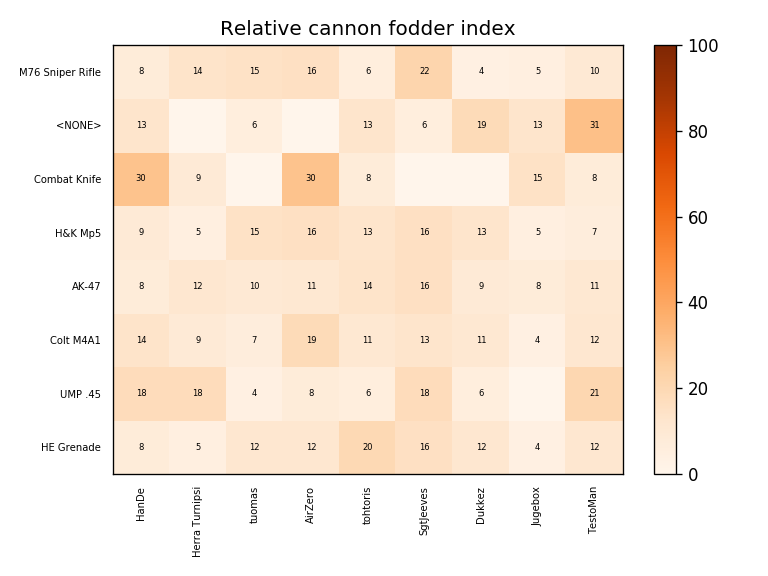 Relative cannon fodder index
M76 Sniper Rifle 8 14 15 16 6 22 4 5 10
<NONE> 13 6 13 6 19 13 31
Combat Knife 30 9 30 8 15 8
H&K Mp5 9 5 15 16 13 16 13 5 7
AK-47 8 12 10 11 14 16 9 8 11
Colt M4A1 14 9 7 19 11 13 11 4 12
UMP .45 18 18 4 8 6 18 6 21
HE Grenade 8 5 12 12 20 16 12 4 12
HanDe
Herra Turnipsi
tuomas
AirZero
tohtoris
SgtJeeves
Dukkez
Jugebox
TestoMan
100
80
60
40
20
0